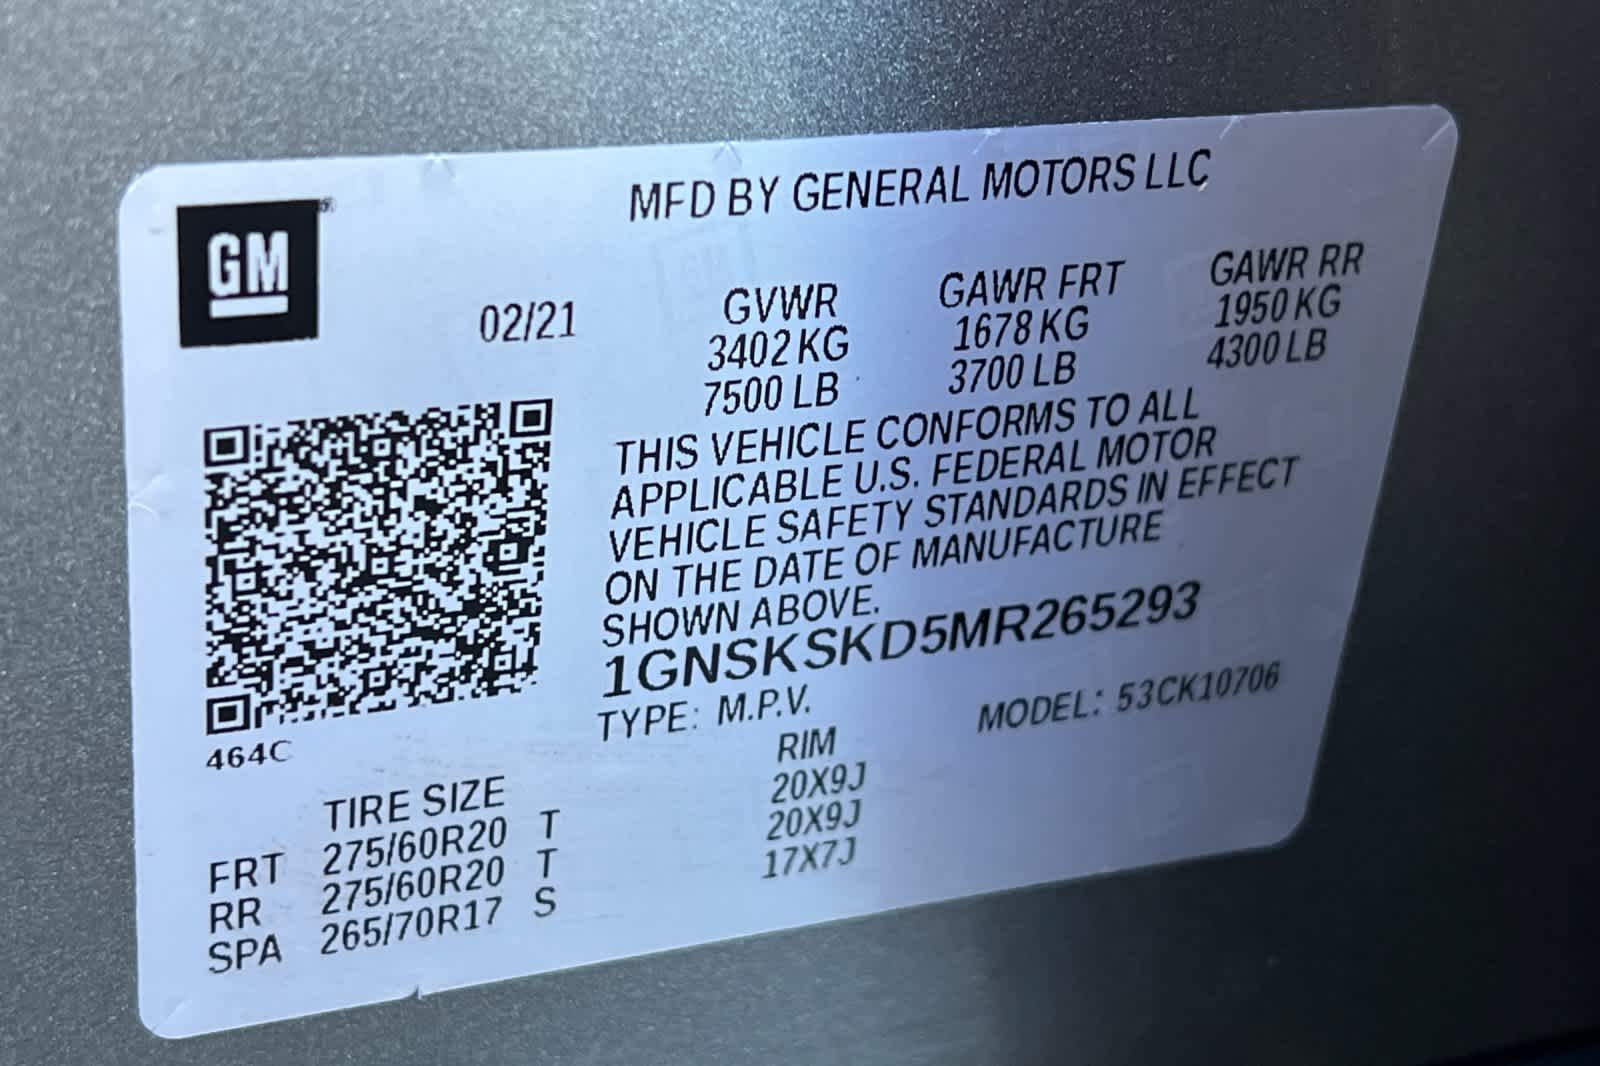 GM
MFD BY GENERAL MOTORS LLC
02/21
GVWR GAWR FRT GAWR RR
3402 KG 1678 KG 1950 KG
7500 LB 3700 LB 4300 LB
THIS VEHICLE CONFORMS TO ALL
APPLICABLE U.S. FEDERAL MOTOR
VEHICLE SAFETY STANDARDS IN EFFECT
ON THE DATE OF MANUFACTURE
SHOWN ABOVE.
1GNSKSKD5MR265293
TYPE: M.P.V. MODEL: 53CK10706
464C
TIRE SIZE RIM
FRT 275/60R20 T 20X9J
RR 275/60R20 T 20X9J
SPA 265/70R17 S 17X7J